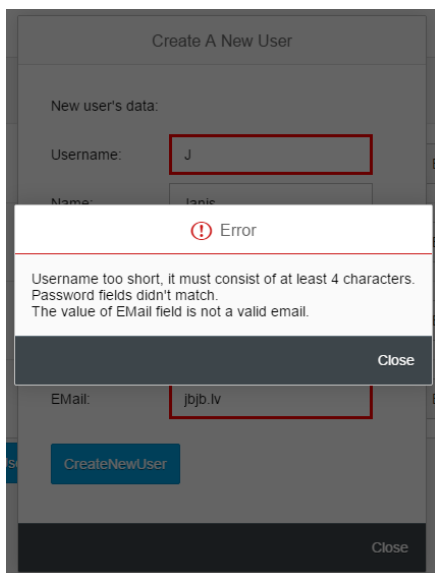 Create A New User
New user's data:
Username:
J
Name:
Janis
Error
Username too short, it must consist of at least 4 characters.
Password fields didn't match.
The value of EMail field is not a valid email.
Close
EMail:
jbjb.lv
CreateNewUser
Close